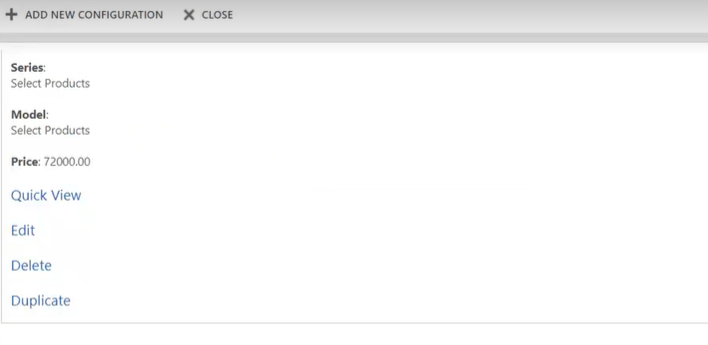 ADD NEW CONFIGURATION CLOSE
Series:
Select Products
Model:
Select Products
Price: 72000.00
Quick View
Edit
Delete
Duplicate